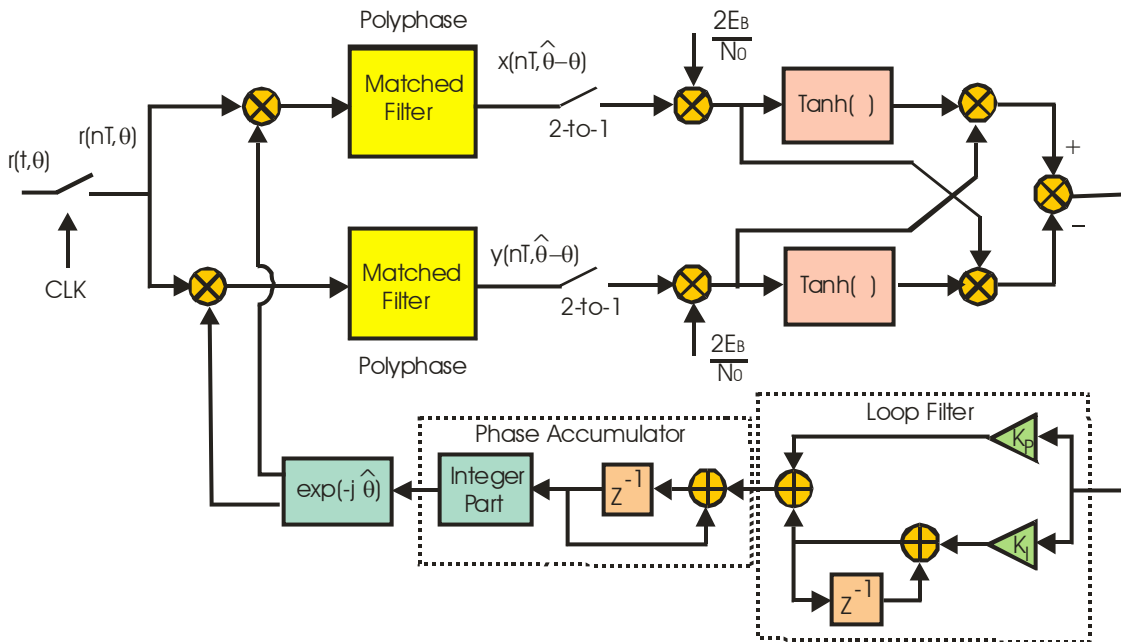 Polyphase
Matched
Filter
x(nT,θ̂−θ)
2-to-1
2EB
N0
Tanh( )
r(t,θ)
r(nT,θ)
CLK
+
−
Matched
Filter
Polyphase
y(nT,θ̂−θ)
2-to-1
2EB
N0
Tanh( )
Loop Filter
KP
KI
Z-1
Phase Accumulator
Z-1
Integer
Part
exp(-j θ̂)